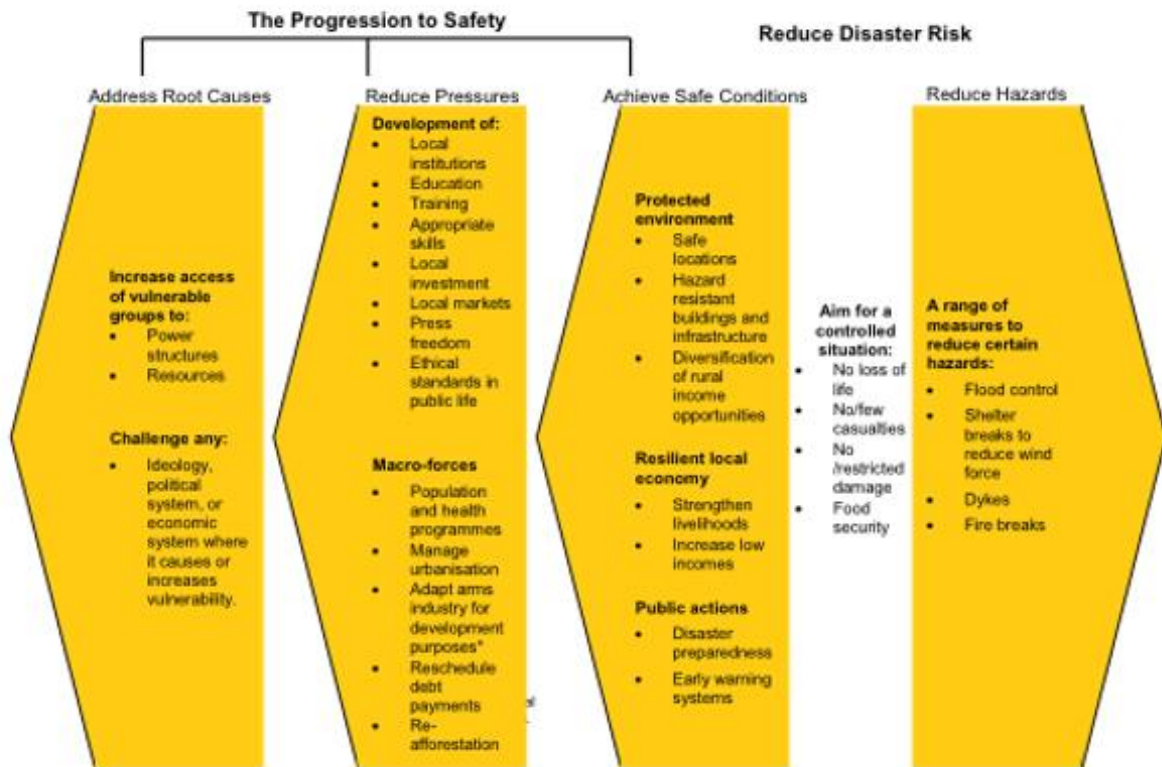 The Progression to Safety
Reduce Disaster Risk
Address Root Causes
Increase access
of vulnerable
groups to:
• Power
structures
• Resources
Challenge any:
• Ideology,
political
system, or
economic
system where
it causes or
increases
vulnerability.
Reduce Pressures
Development of:
• Local
institutions
• Education
• Training
• Appropriate
skills
• Local
investment
• Local markets
• Press
freedom
• Ethical
standards in
public life
Macro-forces
• Population
and health
programmes
• Manage
urbanisation
• Adapt arms
industry for
development
purposes*
• Reschedule
debt
payments
• Re-
afforestation
Achieve Safe Conditions
Protected
environment
• Safe
locations
• Hazard
resistant
buildings and
infrastructure
• Diversification
of rural
income
opportunities
Resilient local
economy
• Strengthen
livelihoods
• Increase low
incomes
Public actions
• Disaster
preparedness
• Early warning
systems
Aim for a
controlled
situation:
• No loss of
life
• No/few
casualties
• No
/restricted
damage
• Food
security
Reduce Hazards
A range of
measures to
reduce certain
hazards:
• Flood control
• Shelter
breaks to
reduce wind
force
• Dykes
• Fire breaks